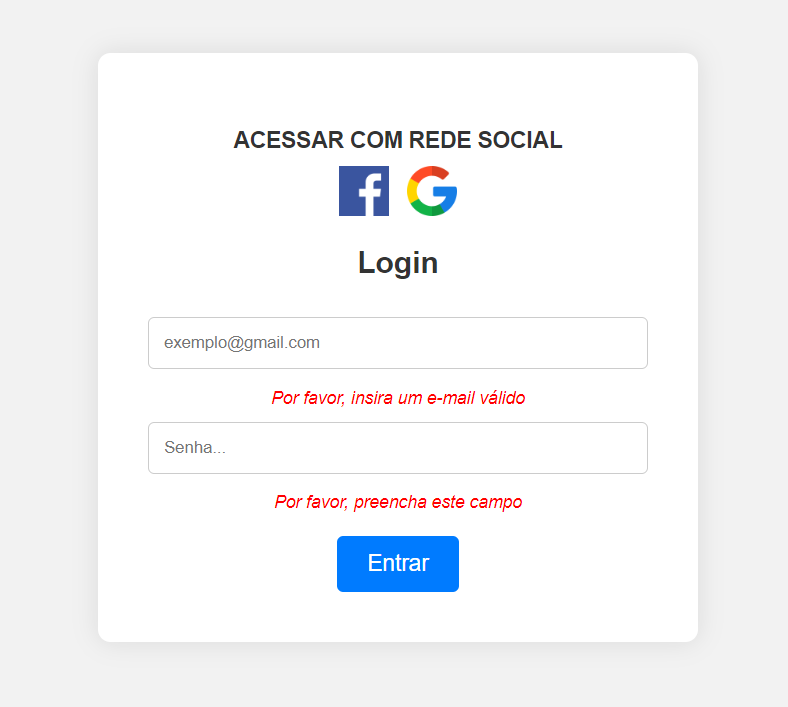 ACESSAR COM REDE SOCIAL
Login
exemplo@gmail.com
Por favor, insira um e-mail válido
Senha...
Por favor, preencha este campo
Entrar